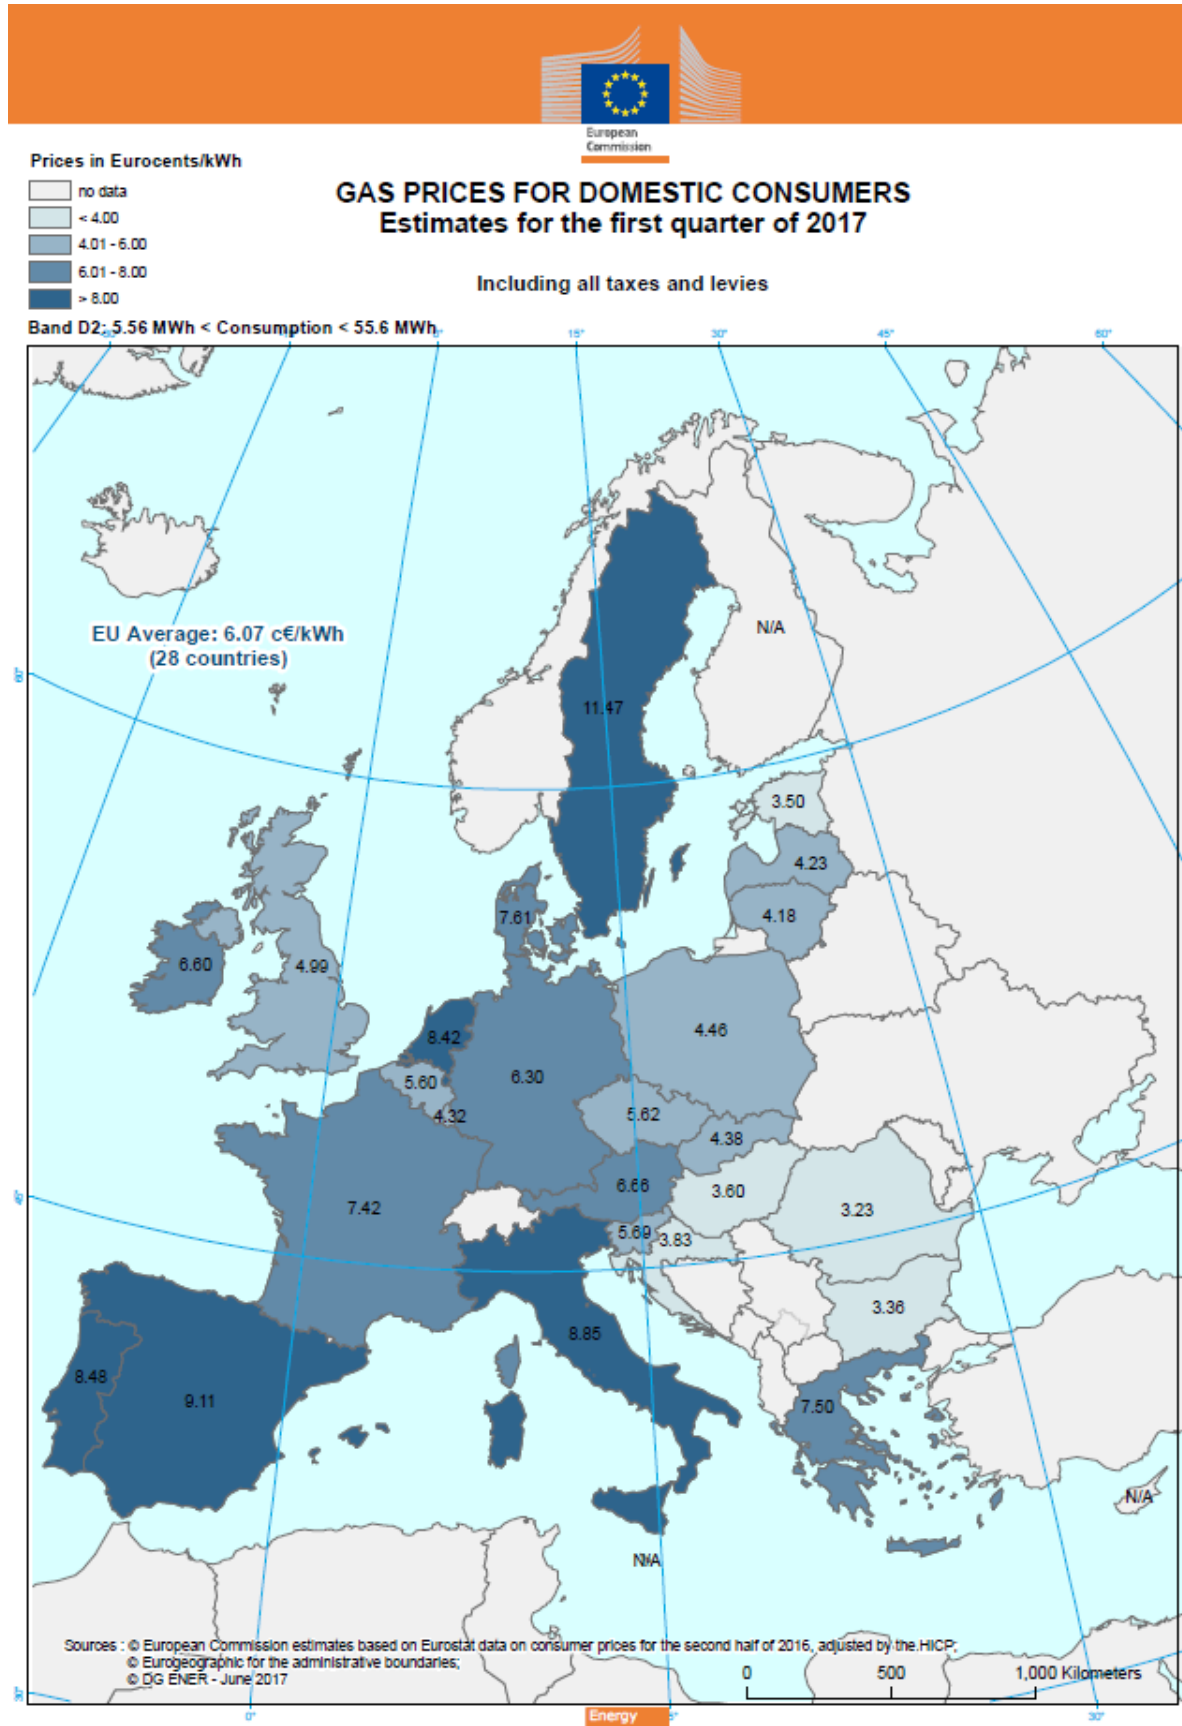 European
Commission
Prices in Eurocents/kWh
no data
< 4.00
4.01 - 6.00
6.01 - 8.00
> 8.00
GAS PRICES FOR DOMESTIC CONSUMERS
Estimates for the first quarter of 2017
Including all taxes and levies
Band D2: 5.56 MWh < Consumption < 55.6 MWh
15°
30°
45°
60°
EU Average: 6.07 c€/kWh
(28 countries)
N/A
60°
11.47
3.50
4.23
7.61
4.18
6.60
4.99
4.46
8.42
6.30
5.60
4.32
5.62
4.38
6.66
3.60
45°
7.42
3.23
5.69
3.83
3.36
8.85
8.48
9.11
7.50
N/A
N/A
Sources : © European Commission estimates based on Eurostat data on consumer prices for the second half of 2016, adjusted by the HICP;
© Eurogeographic for the administrative boundaries;
© DG ENER - June 2017
0 500 1,000 Kilometers
30°
0°
Energy
30°